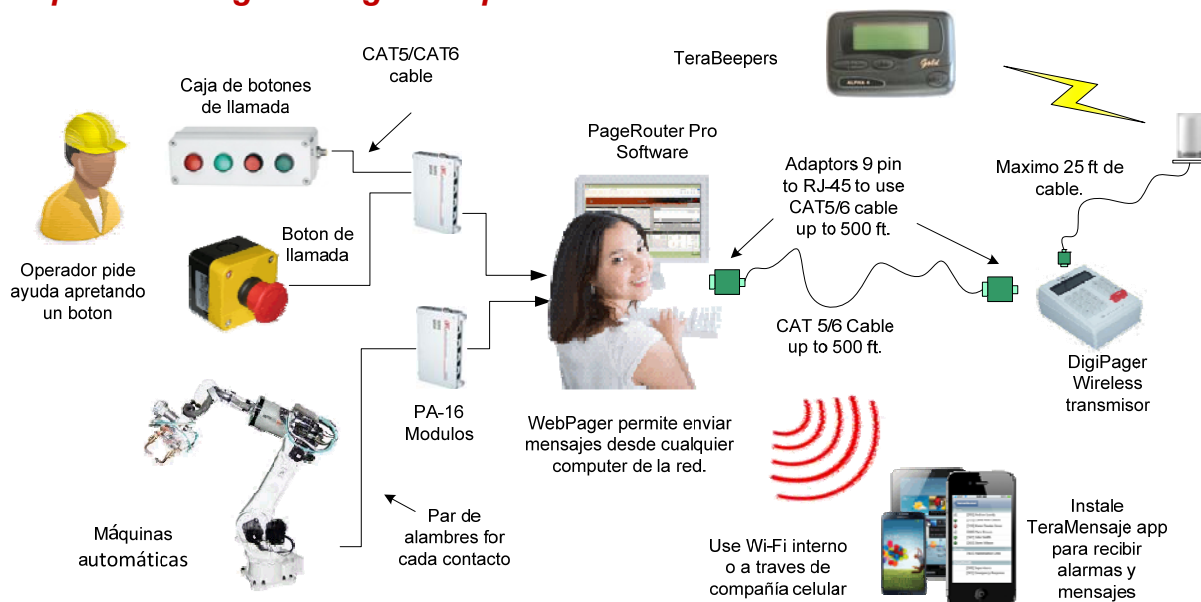 CAT5/CAT6
cable
TeraBeepers
Caja de botones
de llamada
PageRouter Pro
Software
Gold
ALPHA
Adaptors 9 pin
to RJ-45 to use
CAT5/6 cable
up to 500 ft.
Maximo 25 ft de
cable.
Boton de
llamada
Operador pide
ayuda apretando
un boton
CAT 5/6 Cable
up to 500 ft.
DigiPager
Wireless
transmisor
PA-16
Modulos
WebPager permite enviar
mensajes desde cualquier
computer de la red.
Máquinas
automáticas
Par de
alambres for
cada contacto
Use Wi-Fi interno
o a traves de
compañía celular
Instale
TeraMensaje app
para recibir
alarmas y
mensajes